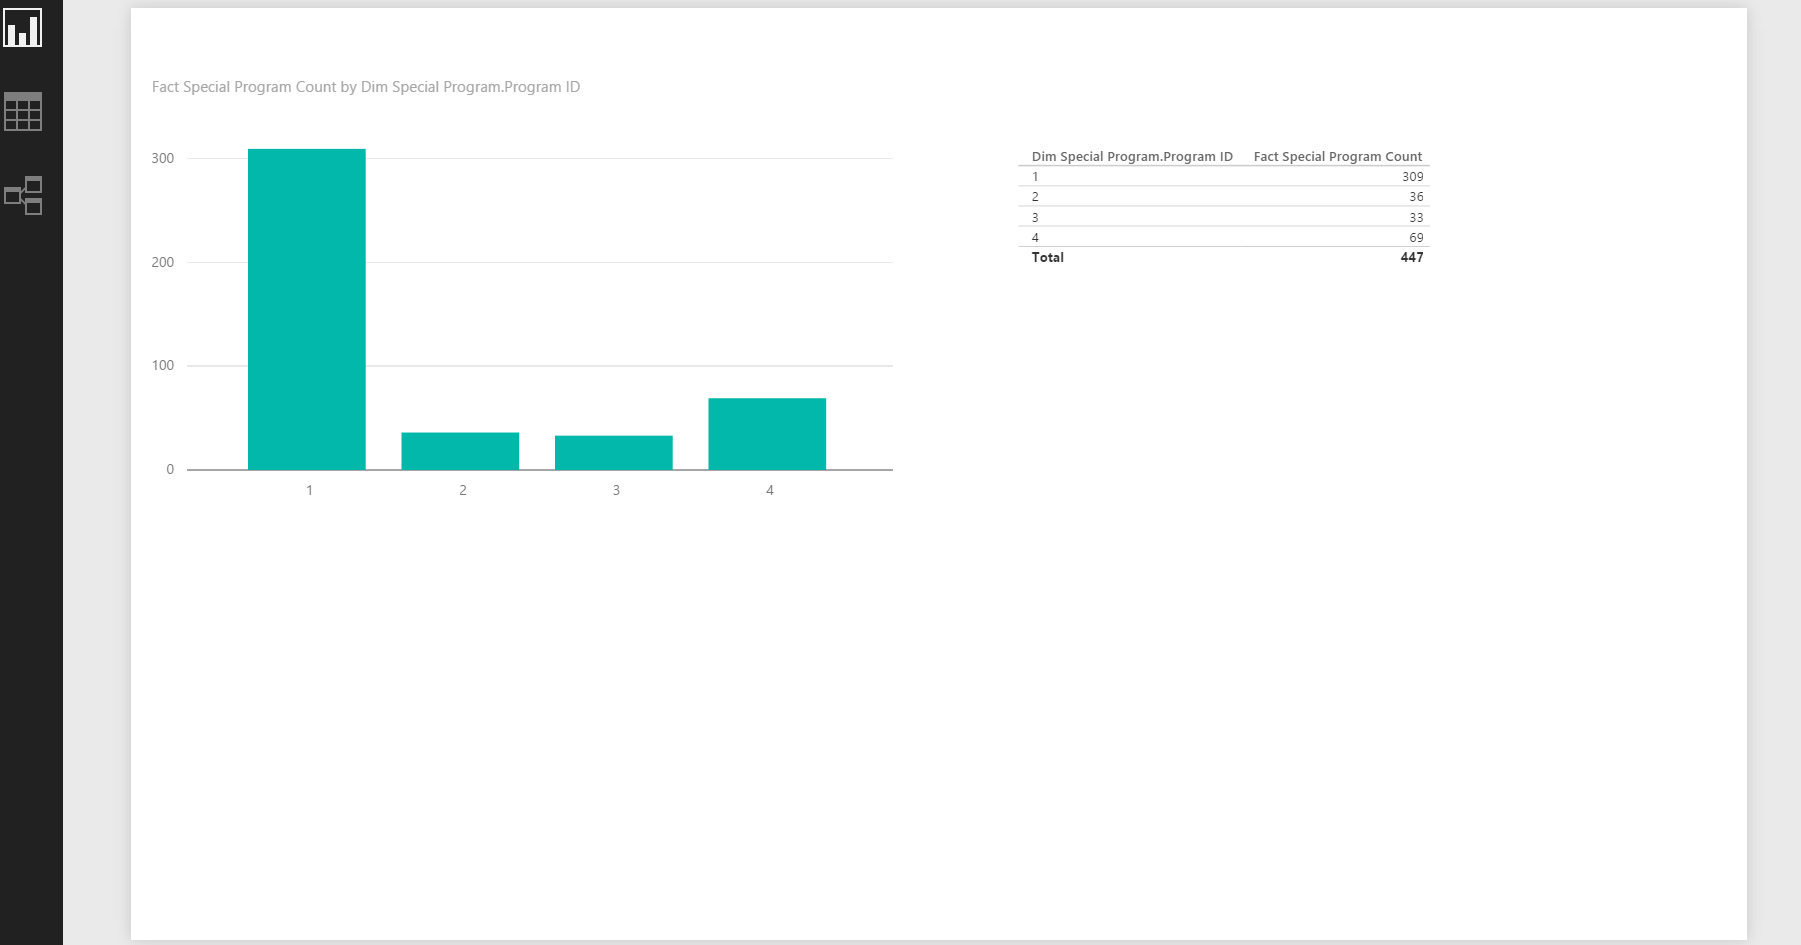 Fact Special Program Count by Dim Special Program.Program ID
300
200
100
0
1 2 3 4
Dim Special Program.Program ID Fact Special Program Count
1 309
2 36
3 33
4 69
Total 447